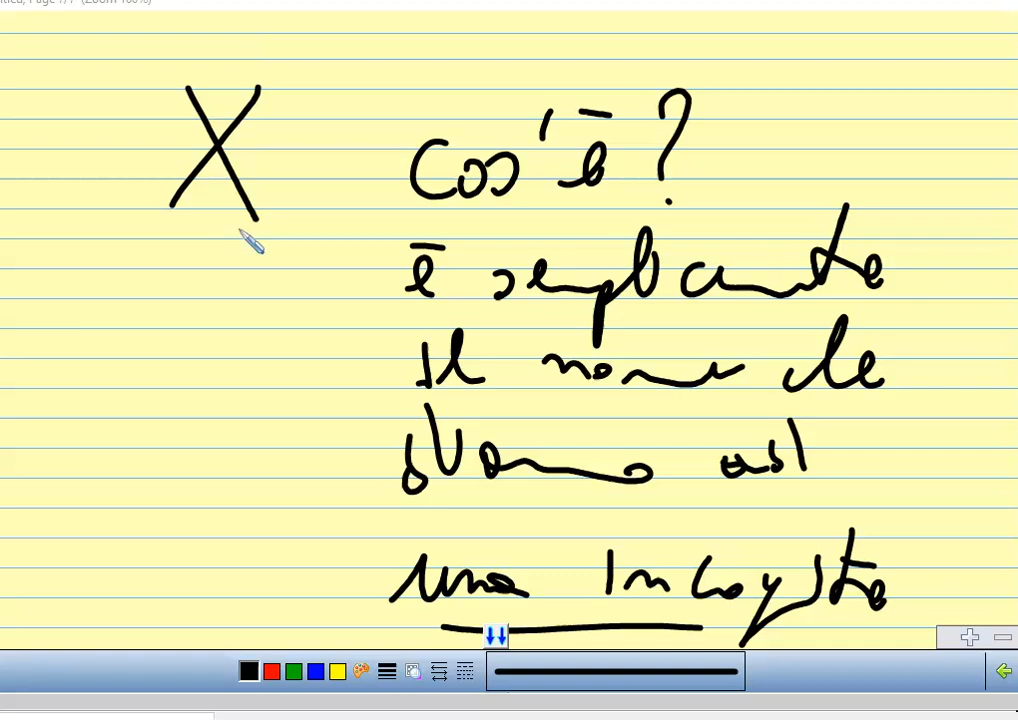 X Cos'è?
è semplicemente
il nome che
diamo ad
una incognita